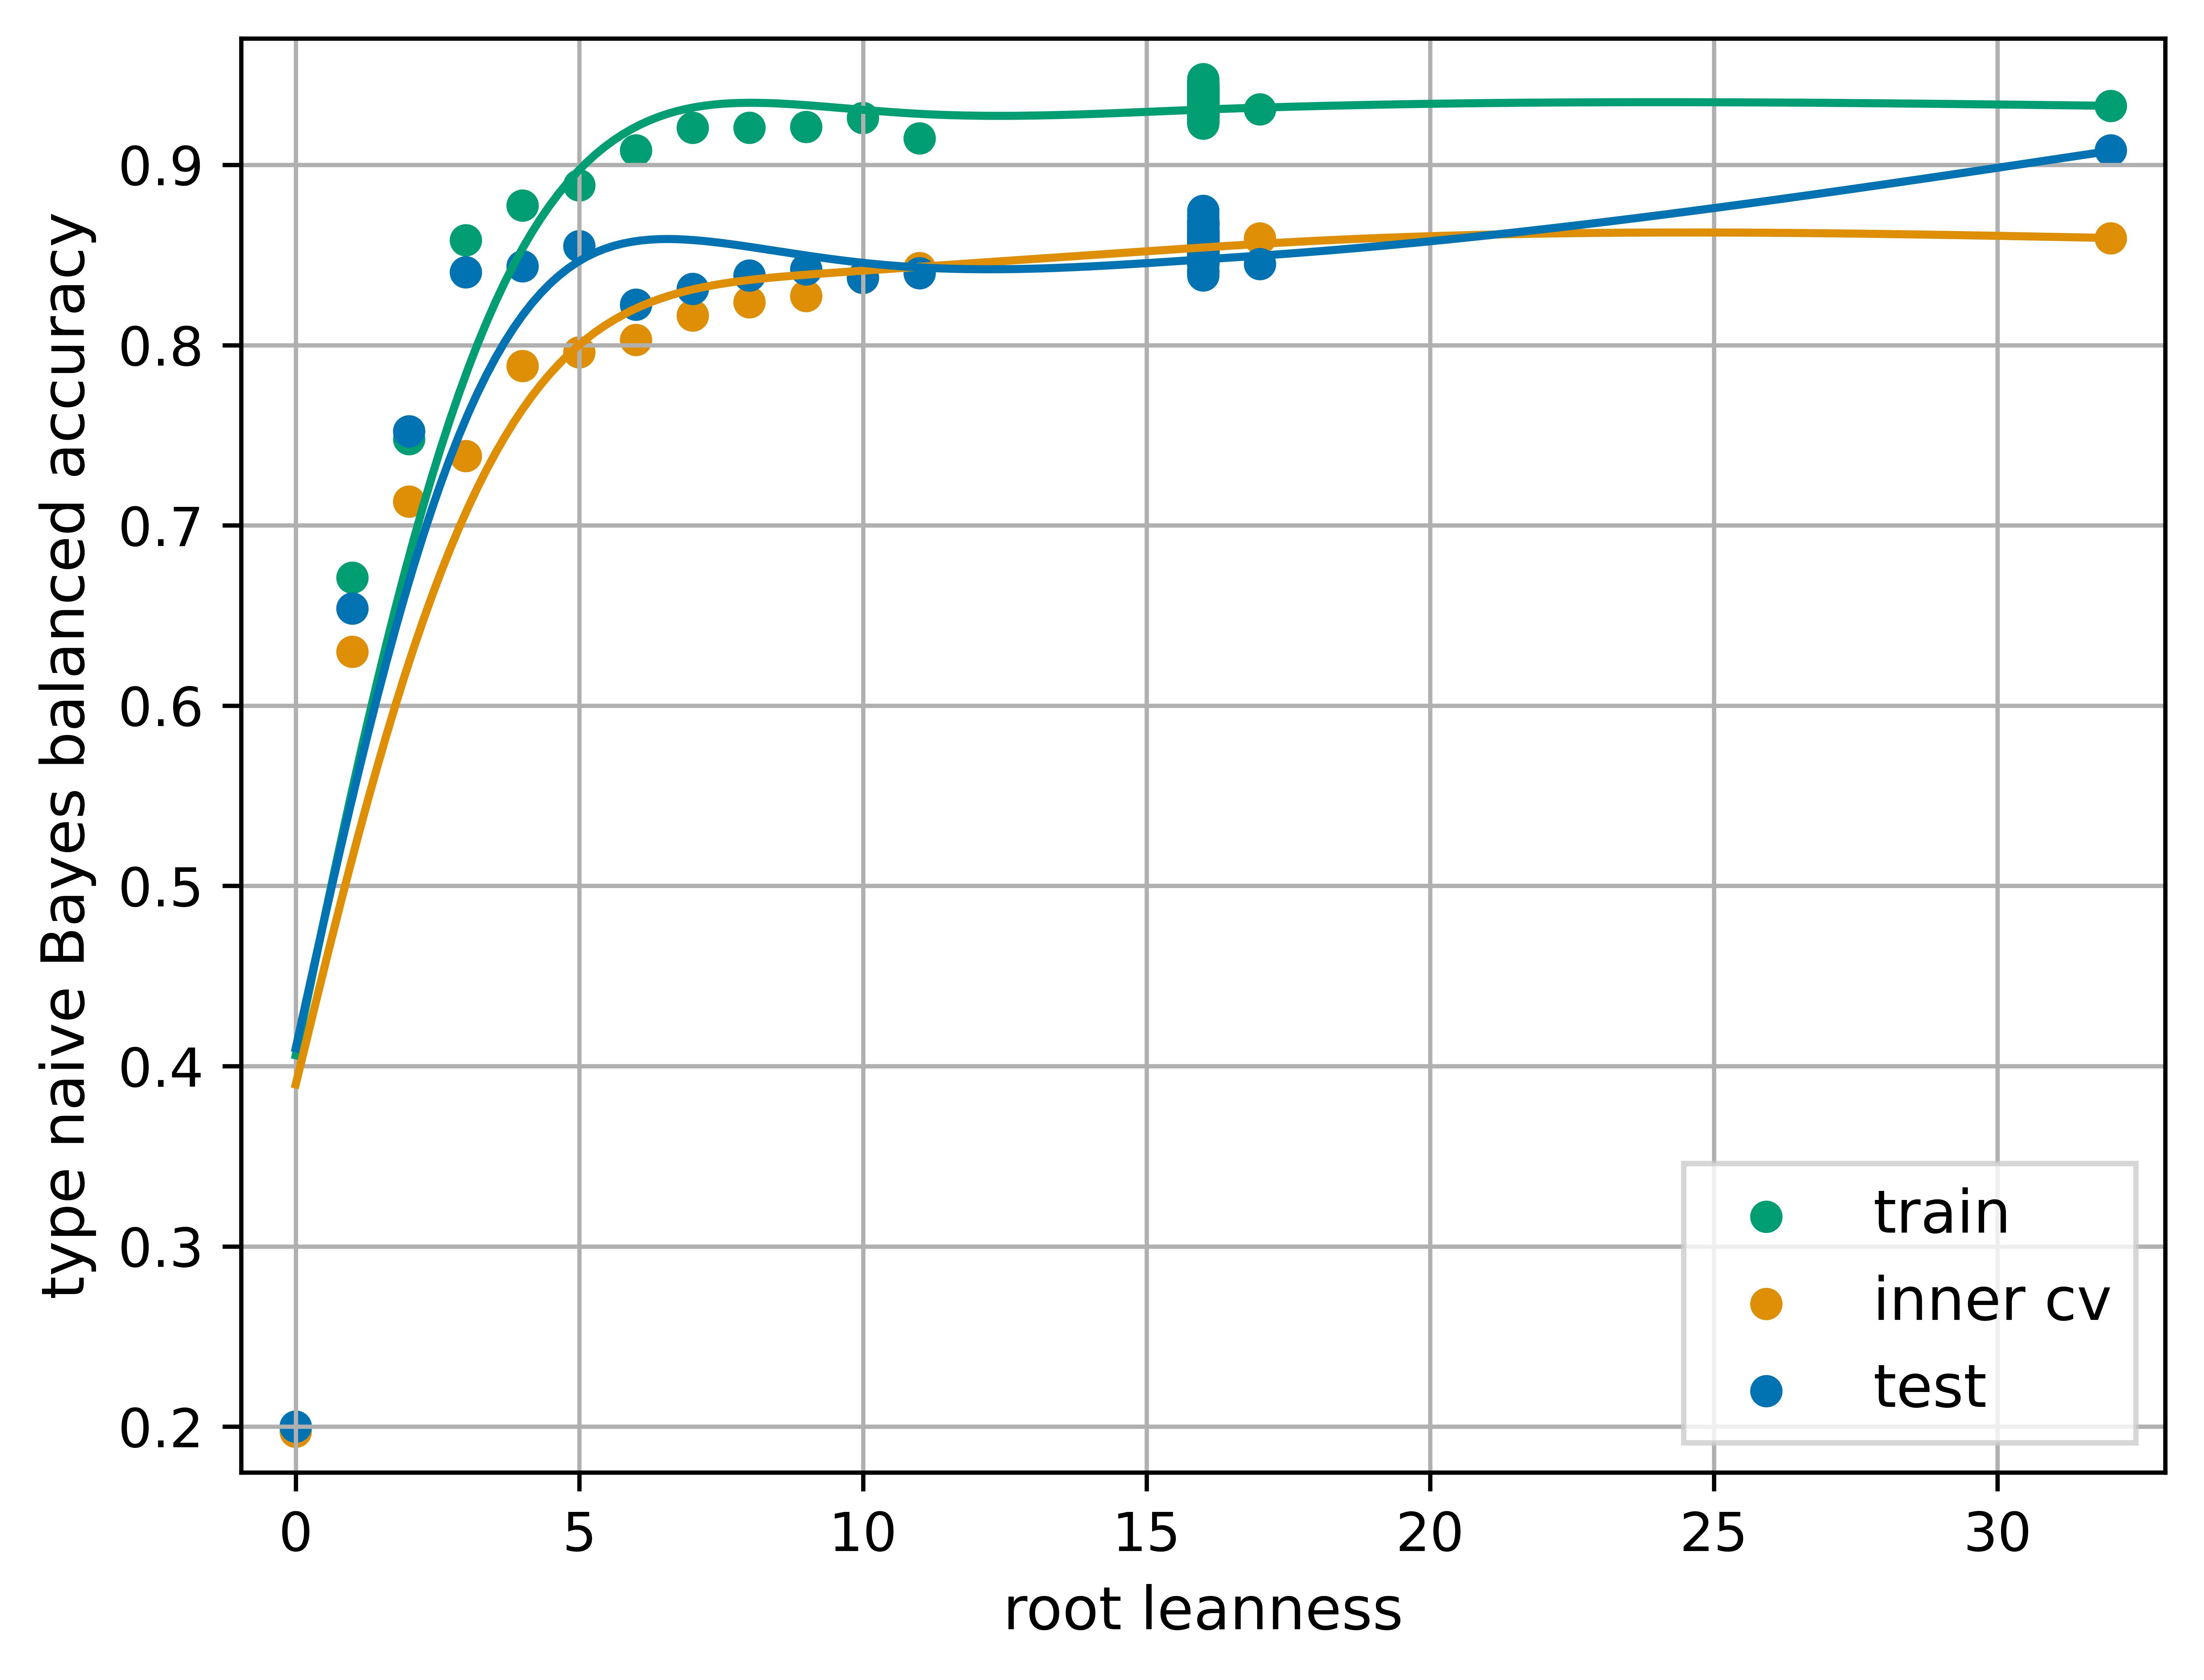 type naive Bayes balanced accuracy
0.9
0.8
0.7
0.6
0.5
0.4
0.3
0.2
train
inner cv
test
0 5 10 15 20 25 30
root leanness